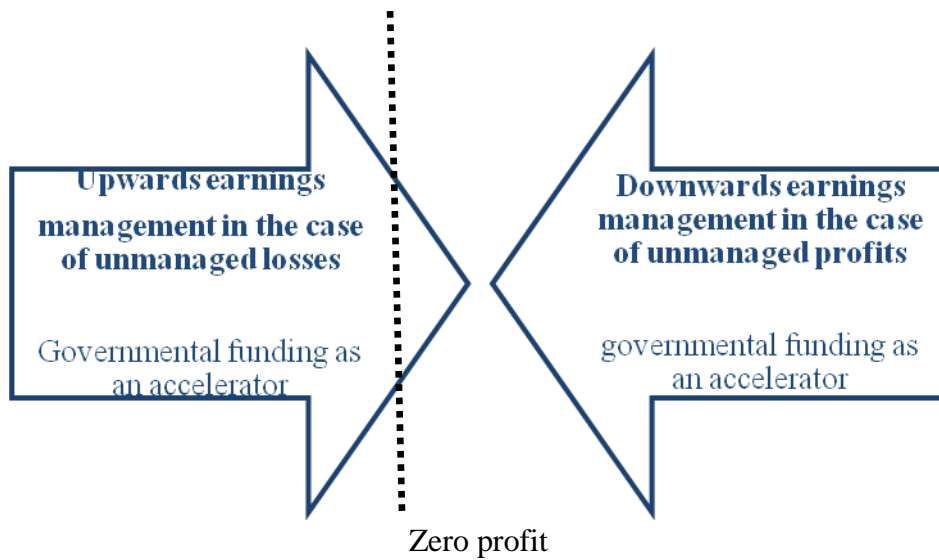 Upwards earnings
management in the case
of unmanaged losses
Governmental funding as
an accelerator
Downwards earnings
management in the case
of unmanaged profits
governmental funding as
an accelerator
Zero profit